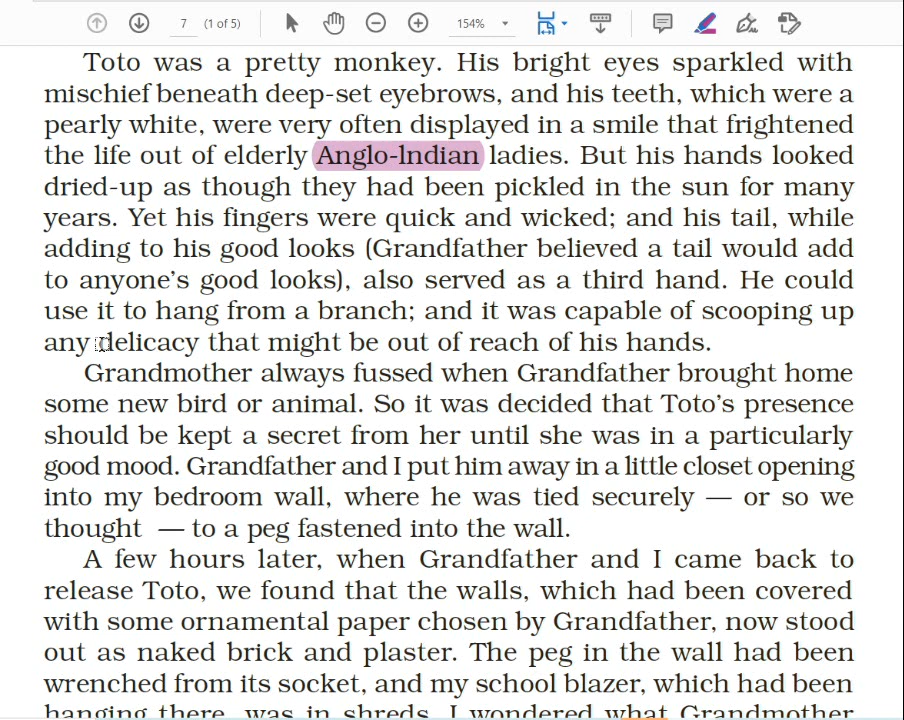 7 (1 of 5) 154%
Toto was a pretty monkey. His bright eyes sparkled with
mischief beneath deep-set eyebrows, and his teeth, which were a
pearly white, were very often displayed in a smile that frightened
the life out of elderly Anglo-Indian ladies. But his hands looked
dried-up as though they had been pickled in the sun for many
years. Yet his fingers were quick and wicked; and his tail, while
adding to his good looks (Grandfather believed a tail would add
to anyone's good looks), also served as a third hand. He could
use it to hang from a branch; and it was capable of scooping up
any delicacy that might be out of reach of his hands.
Grandmother always fussed when Grandfather brought home
some new bird or animal. So it was decided that Toto's presence
should be kept a secret from her until she was in a particularly
good mood. Grandfather and I put him away in a little closet opening
into my bedroom wall, where he was tied securely — or so we
thought — to a peg fastened into the wall.
A few hours later, when Grandfather and I came back to
release Toto, we found that the walls, which had been covered
with some ornamental paper chosen by Grandfather, now stood
out as naked brick and plaster. The peg in the wall had been
wrenched from its socket, and my school blazer, which had been
hanging there, was in shreds. I wondered what Grandmother